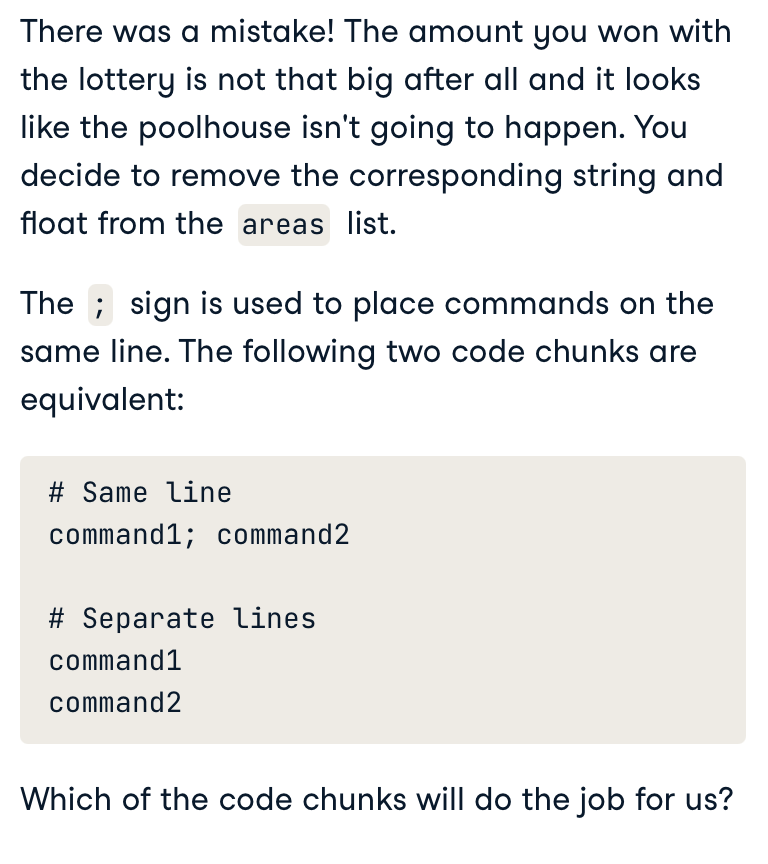 There was a mistake! The amount you won with
the lottery is not that big after all and it looks
like the poolhouse isn't going to happen. You
decide to remove the corresponding string and
float from the areas list.
The ; sign is used to place commands on the
same line. The following two code chunks are
equivalent:
# Same line
command1; command2
# Separate lines
command1
command2
Which of the code chunks will do the job for us?